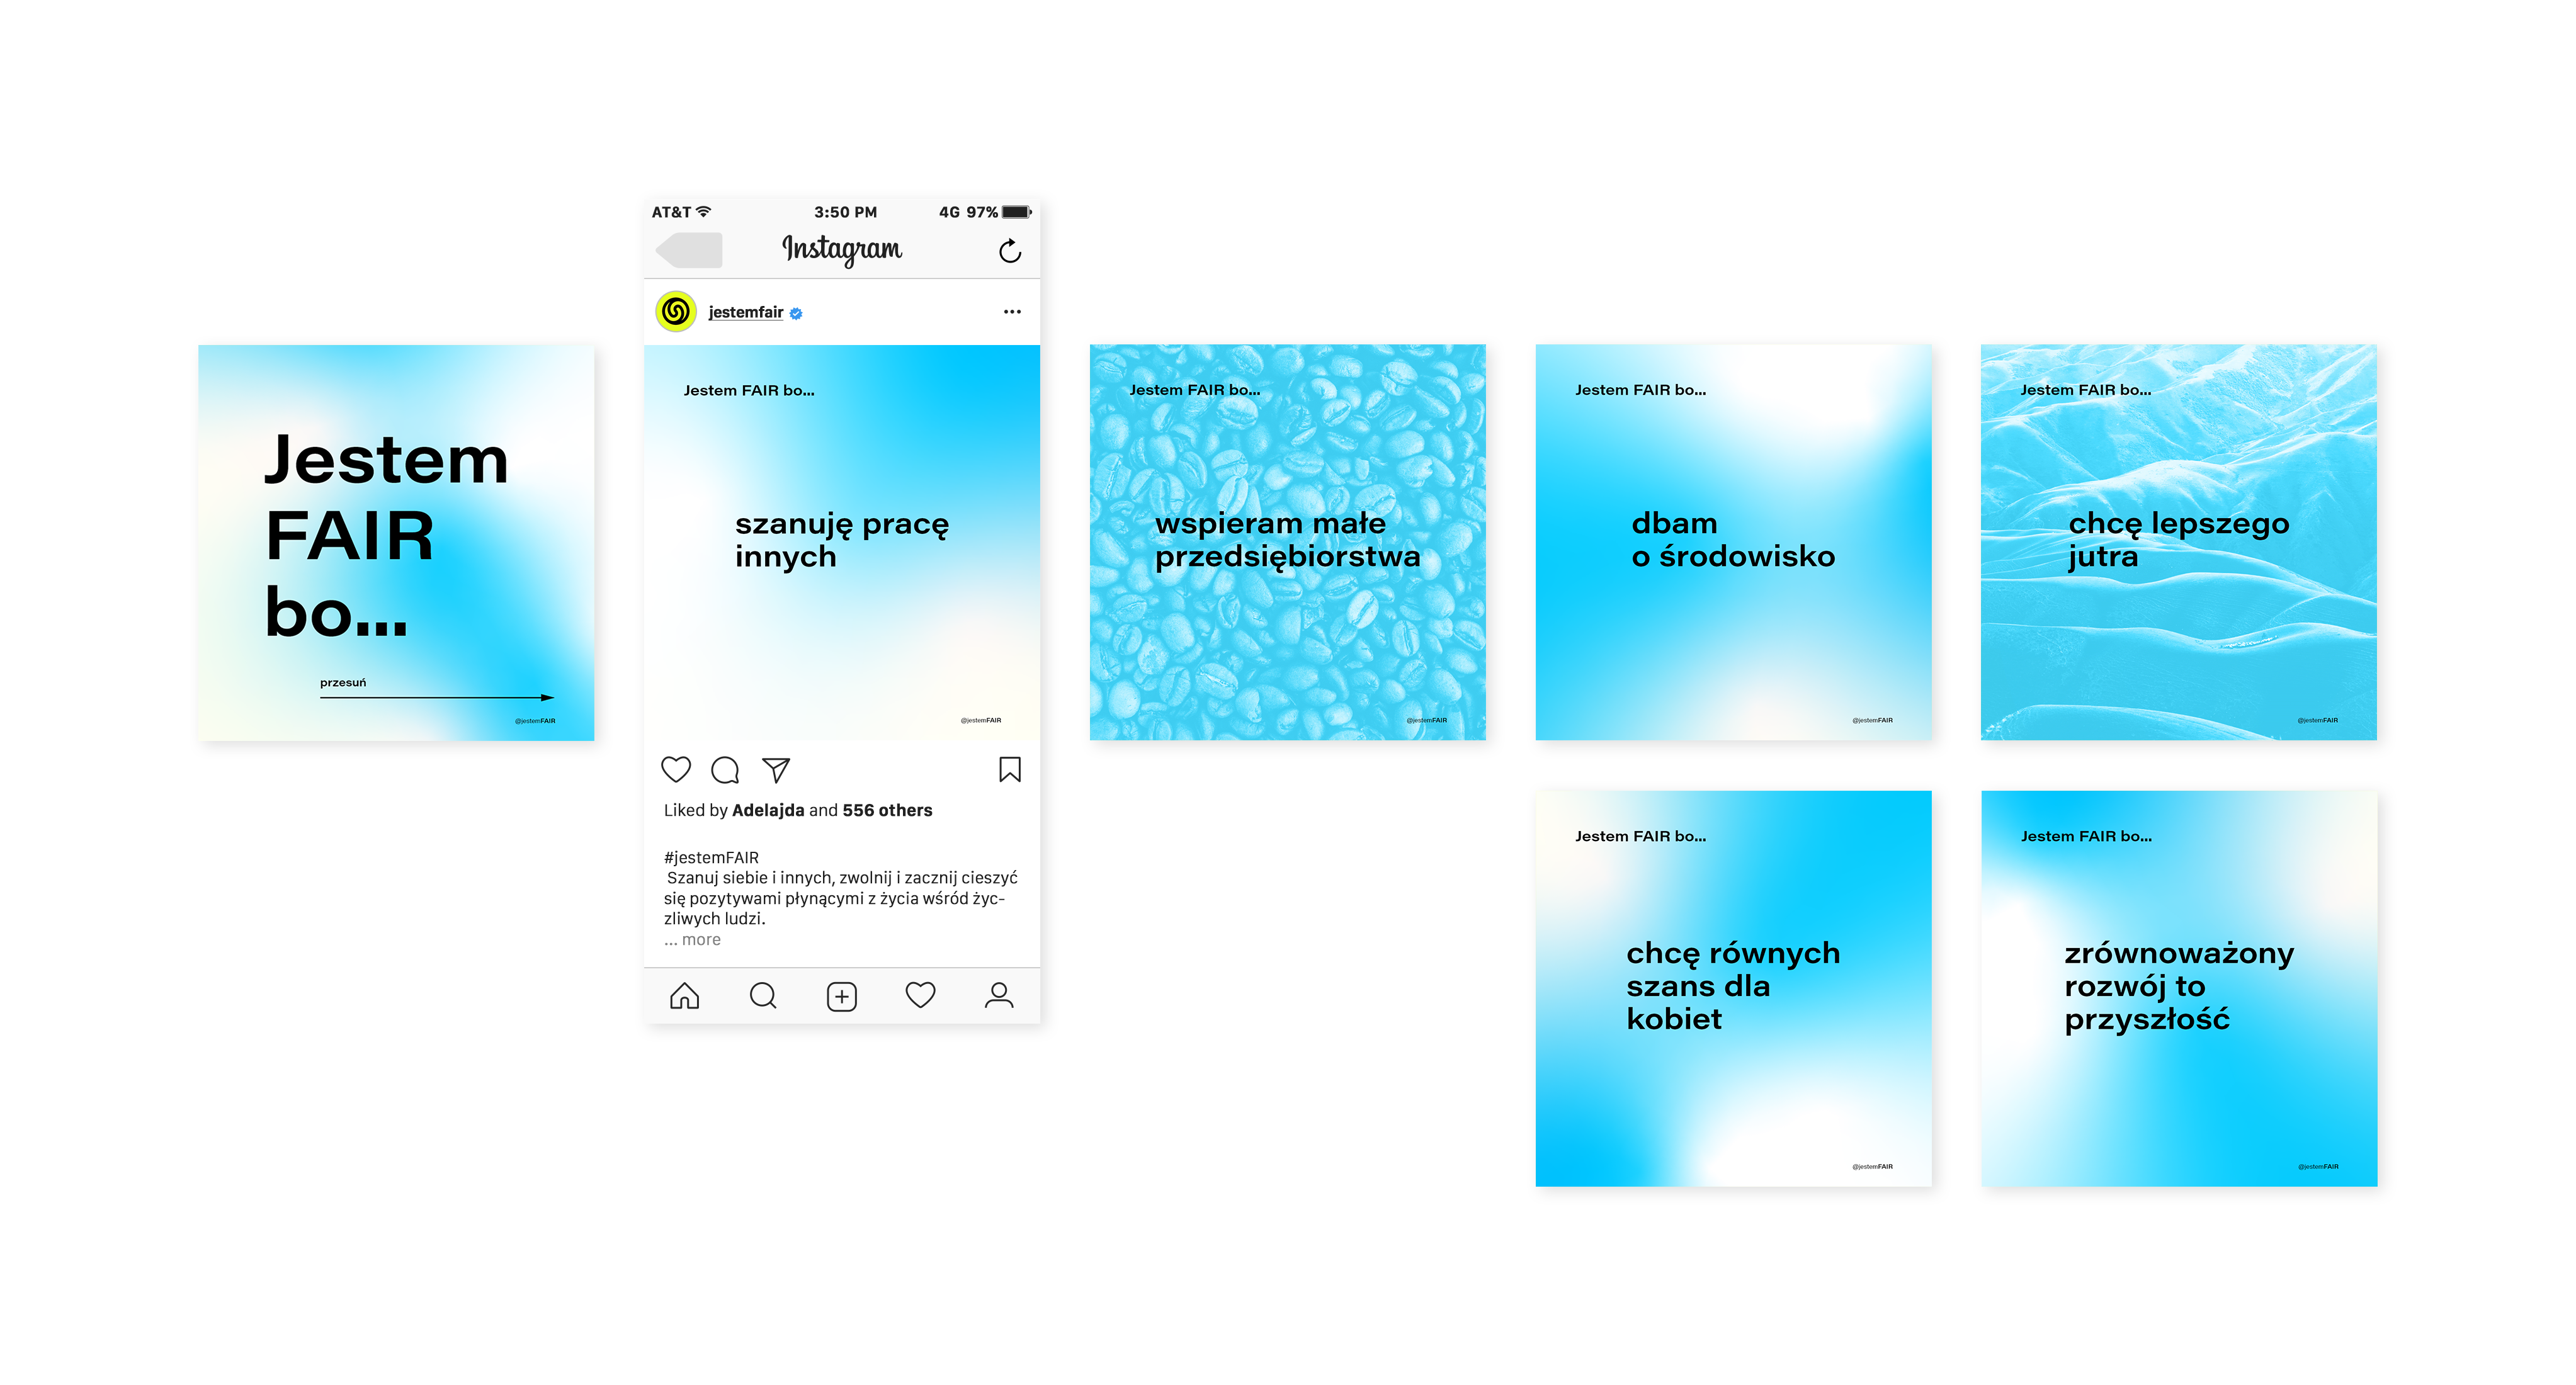 Jestem
FAIR
bo...
przesuń
@jestemFAIR
AT&T
3:50 PM
4G 97%
Instagram
jestemfair
Jestem FAIR bo...
szanuję pracę
innych
@jestemFAIR
Liked by Adelajda and 556 others
#jestemFAIR
Szanuj siebie i innych, zwolnij i zacznij cieszyć
się pozytywami płynącymi z życia wśród życ-
zliwych ludzi.
... more
Jestem FAIR bo...
wspieram małe
przedsiębiorstwa
@jestemFAIR
Jestem FAIR bo...
dbam
o środowisko
@jestemFAIR
Jestem FAIR bo...
chcę lepszego
jutra
@jestemFAIR
Jestem FAIR bo...
chcę równych
szans dla
kobiet
@jestemFAIR
Jestem FAIR bo...
zrównoważony
rozwój to
przyszłość
@jestemFAIR